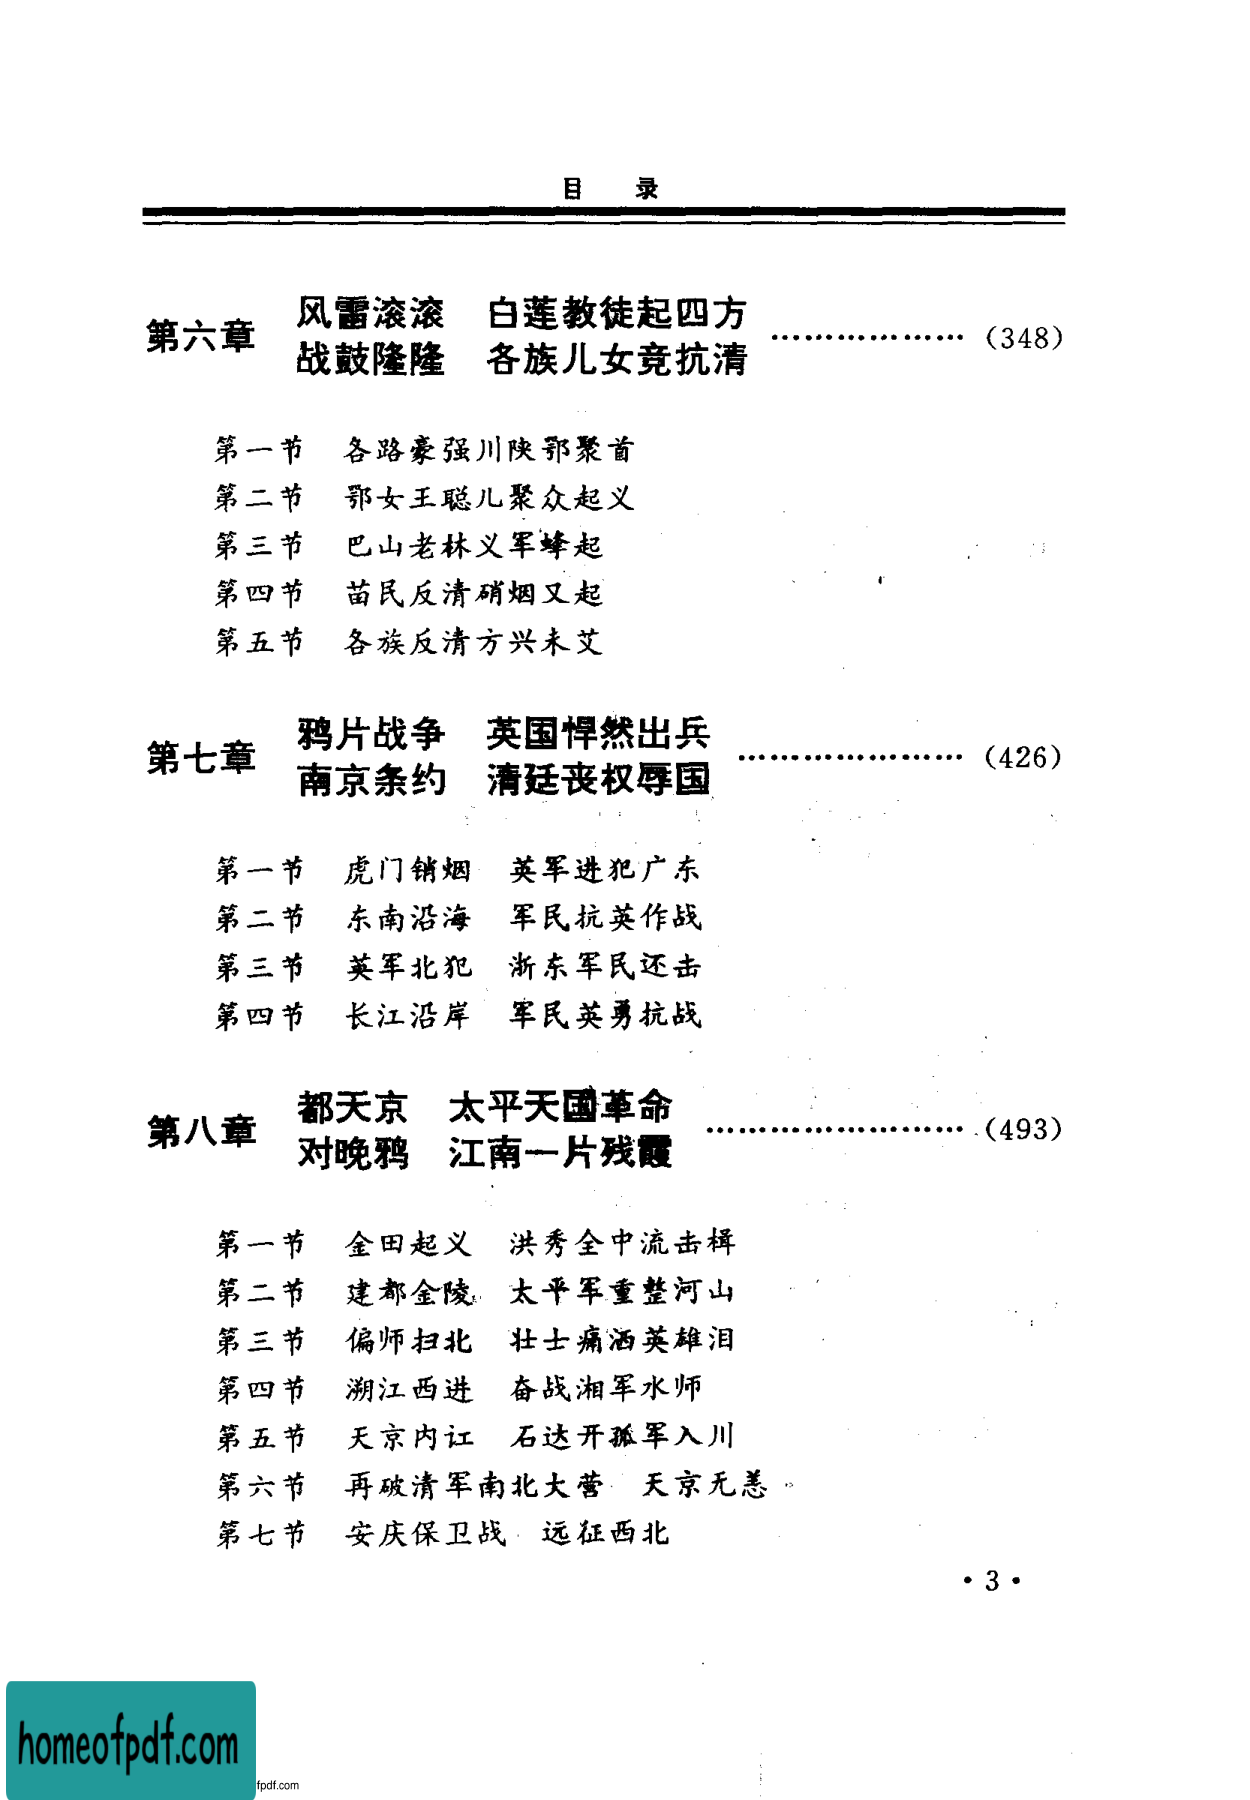 目 录
第六章 风雷滚滚 白莲教徒起四方 ……………… (348)
战鼓隆隆 各族儿女竞抗清
第一节 各路豪强川陕鄂聚首
第二节 鄂女王聪儿聚众起义
第三节 巴山老林义军蜂起
第四节 苗民反清硝烟又起
第五节 各族反清方兴未艾
第七章 鸦片战争 英国悍然出兵 ………………… (426)
南京条约 清廷丧权辱国
第一节 虎门销烟 英军进犯广东
第二节 东南沿海 军民抗英作战
第三节 英军北犯 浙东军民还击
第四节 长江沿岸 军民英勇抗战
第八章 都天京 太平天国革命 …………………… (493)
对晚鸦 江南一片残霞
第一节 金田起义 洪秀全中流击楫
第二节 建都金陵 太平军重整河山
第三节 偏师扫北 壮士痛洒英雄泪
第四节 溯江西进 奋战湘军水师
第五节 天京内讧 石达开孤军入川
第六节 再破清军南北大营 天京无恙
第七节 安庆保卫战 远征西北
· 3 ·
homeofpdf.com
fpdf.com